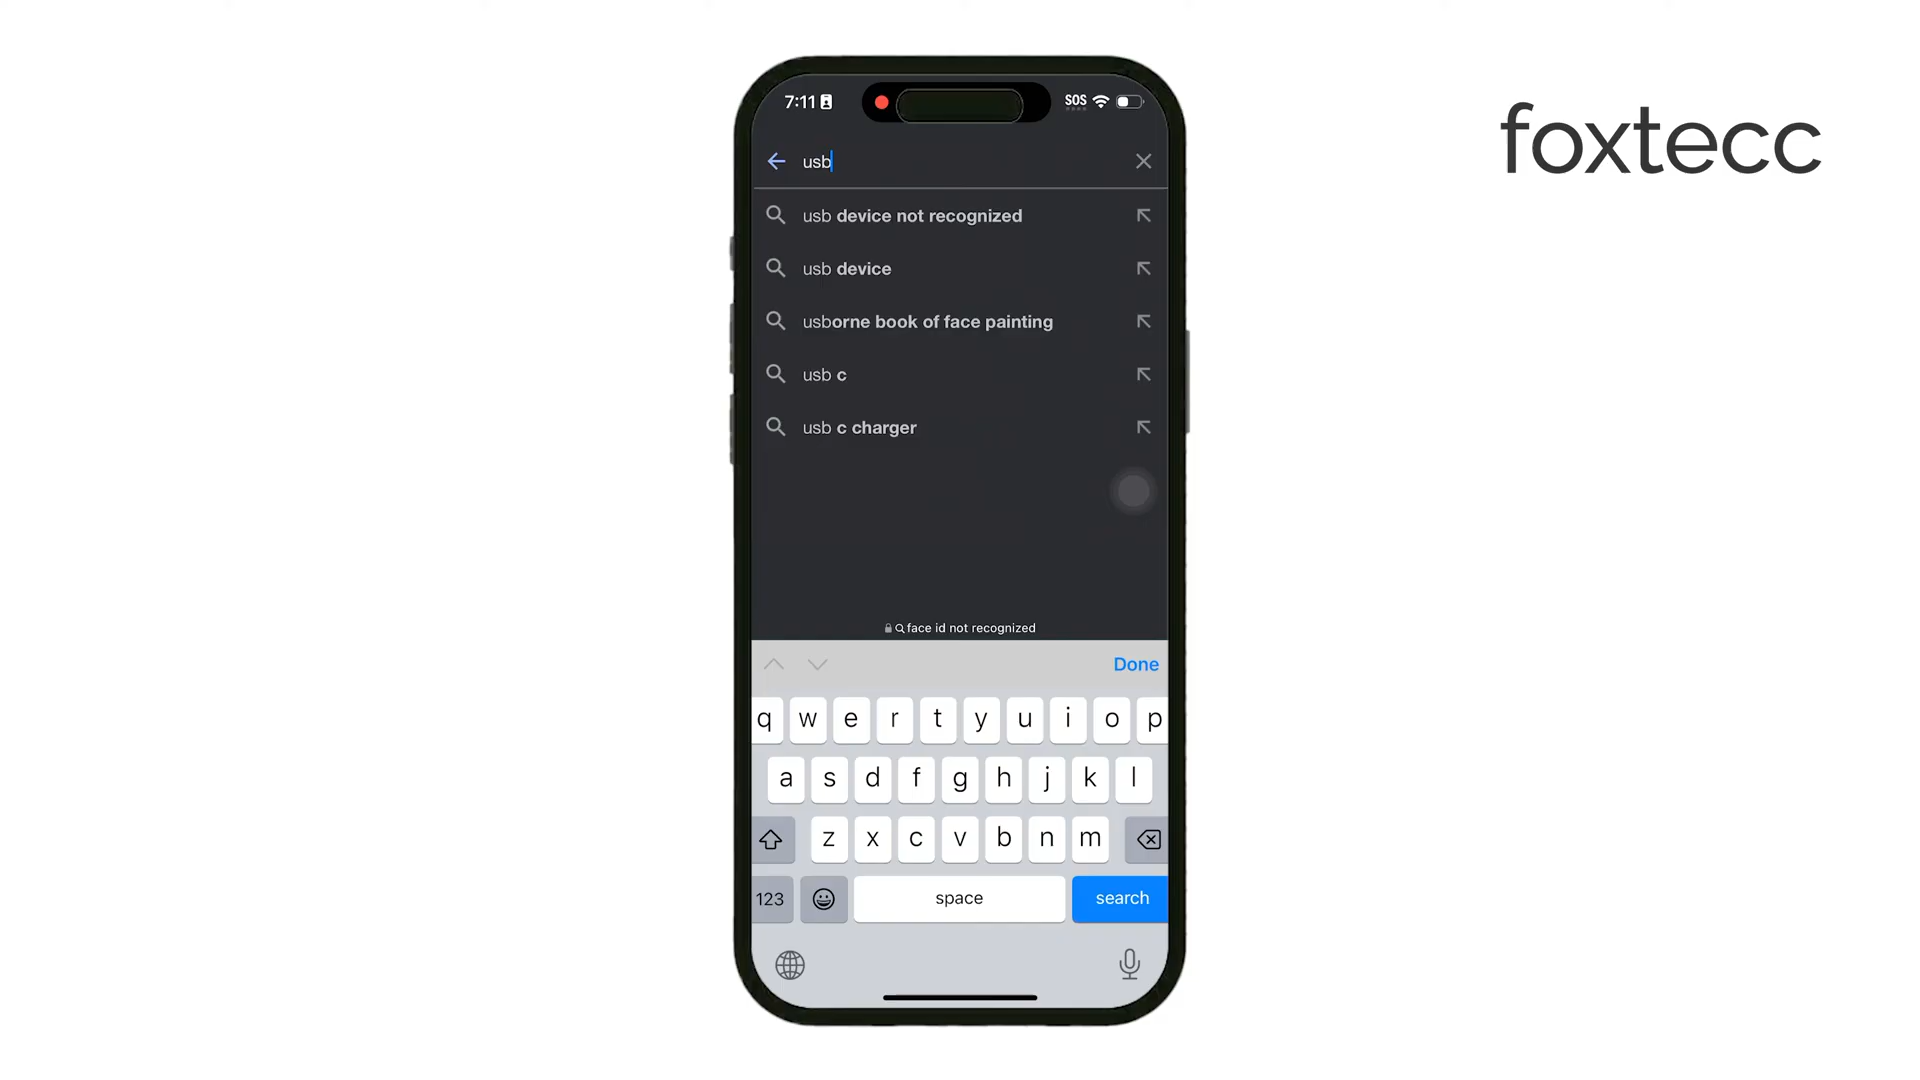 foxtecc
7:11
SOS
usb
usb device not recognized
usb device
usborne book of face painting
usb c
usb c charger
face id not recognized
Done
q w e r t y u i o p
a s d f g h j k l
z x c v b n m
123 space search